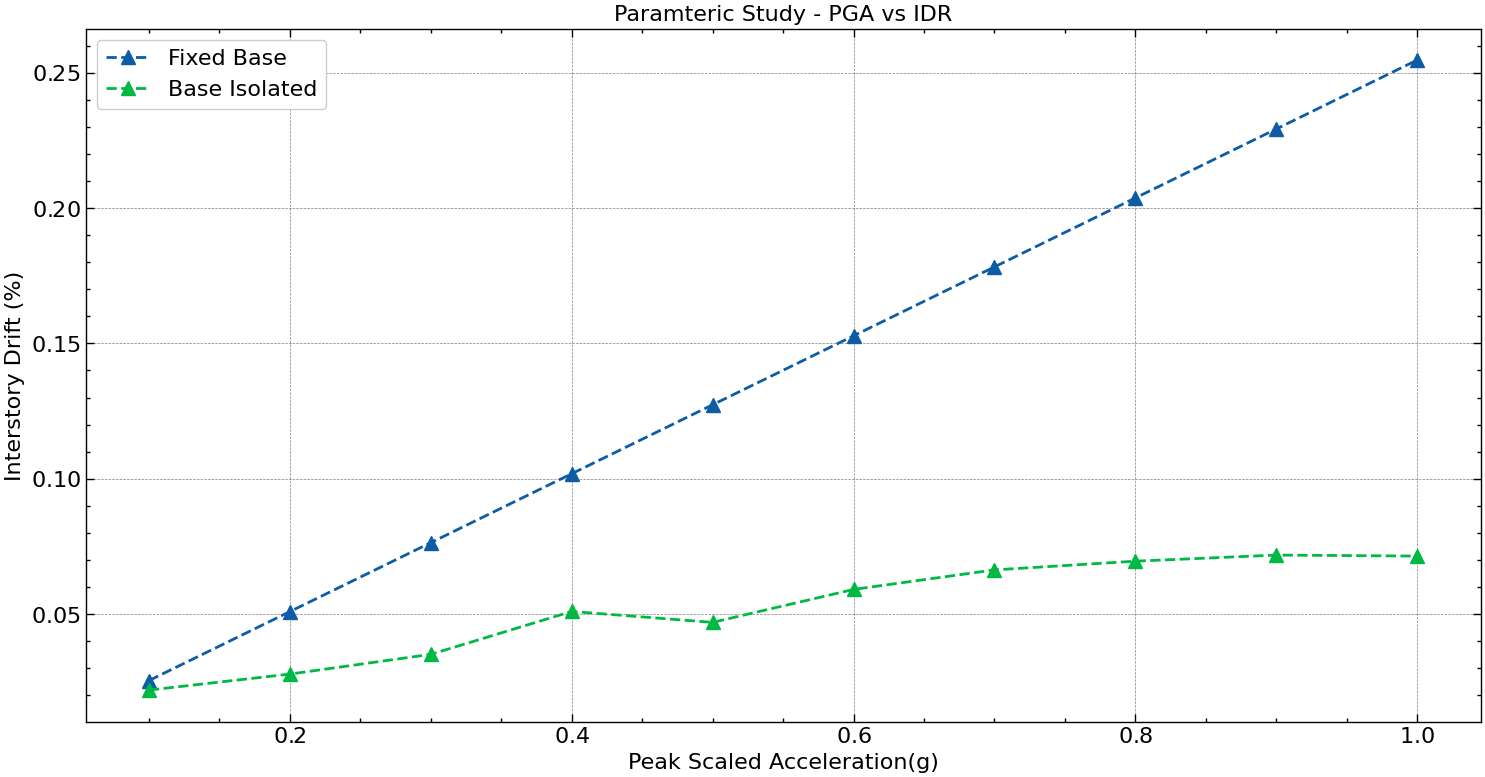 Paramteric Study - PGA vs IDR
Fixed Base
Base Isolated
0.25
0.20
0.15
0.10
0.05
Interstory Drift (%)
0.2 0.4 0.6 0.8 1.0
Peak Scaled Acceleration(g)